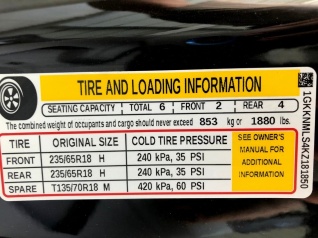 TIRE AND LOADING INFORMATION
SEATING CAPACITY TOTAL 6 FRONT 2 REAR 4
The combined weight of occupants and cargo should never exceed 853 kg or 1880 lbs.
TIRE ORIGINAL SIZE COLD TIRE PRESSURE
FRONT 235/65R18 H 240 kPa, 35 PSI
REAR 235/65R18 H 240 kPa, 35 PSI
SPARE T135/70R18 M 420 kPa, 60 PSI
SEE OWNER'S
MANUAL FOR
ADDITIONAL
INFORMATION
1GKKNMLS4KZ181850